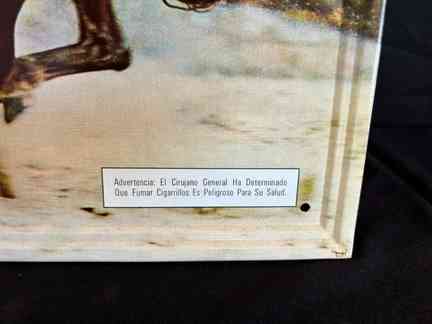 Advertencia: El Cirujano General Ha Determinado
Que Fumar Cigarrillos Es Peligroso Para Su Salud.